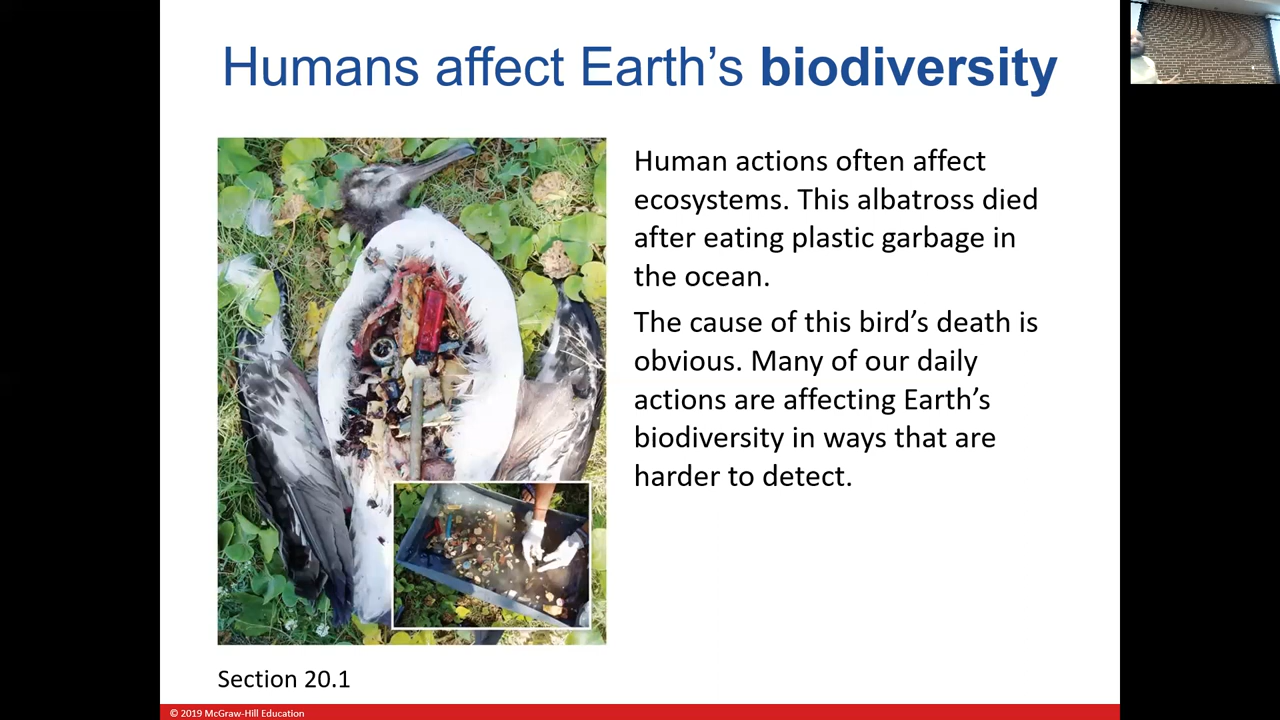 Humans affect Earth's biodiversity
Human actions often affect
ecosystems. This albatross died
after eating plastic garbage in
the ocean.
The cause of this bird's death is
obvious. Many of our daily
actions are affecting Earth's
biodiversity in ways that are
harder to detect.
Section 20.1
© 2019 McGraw-Hill Education